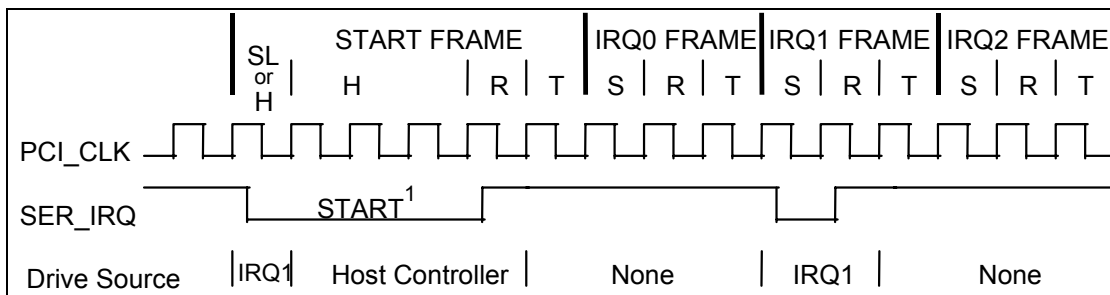 START FRAME IRQ0 FRAME IRQ1 FRAME IRQ2 FRAME
SL
or
H
H R T S R T S R T S R T
PCI_CLK
START1
SER_IRQ
Drive Source IRQ1 Host Controller None IRQ1 None